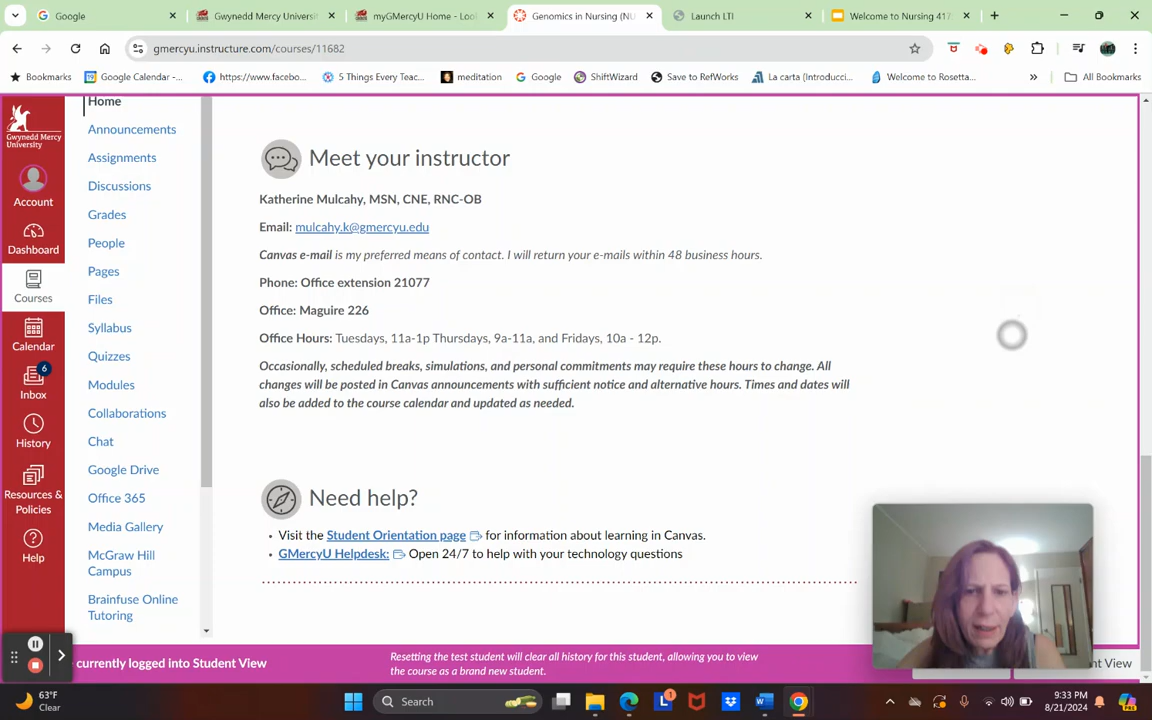 Google
Gwynedd Mercy Universi
myGMercyU Home - Loo
Genomics in Nursing (NU
Launch LTI
Welcome to Nursing 417
gmercyu.instructure.com/courses/11682
Bookmarks
Google Calendar -...
https://www.facebo...
5 Things Every Teac...
meditation
Google
ShiftWizard
Save to RefWorks
La carta (Introducci...
Welcome to Rosetta...
All Bookmarks
Gwynedd Mercy
University
Account
Dashboard
Courses
Calendar
6
Inbox
History
Resources &
Policies
Help
Home
Announcements
Assignments
Discussions
Grades
People
Pages
Files
Syllabus
Quizzes
Modules
Collaborations
Chat
Google Drive
Office 365
Media Gallery
McGraw Hill
Campus
Brainfuse Online
Tutoring
Meet your instructor
Katherine Mulcahy, MSN, CNE, RNC-OB
Email: mulcahy.k@gmercyu.edu
Canvas e-mail is my preferred means of contact. I will return your e-mails within 48 business hours.
Phone: Office extension 21077
Office: Maguire 226
Office Hours: Tuesdays, 11a-1p Thursdays, 9a-11a, and Fridays, 10a - 12p.
Occasionally, scheduled breaks, simulations, and personal commitments may require these hours to change. All
changes will be posted in Canvas announcements with sufficient notice and alternative hours. Times and dates will
also be added to the course calendar and updated as needed.
Need help?
Visit the Student Orientation page for information about learning in Canvas.
GMercyU Helpdesk: Open 24/7 to help with your technology questions
currently logged into Student View
Resetting the test student will clear all history for this student, allowing you to view
the course as a brand new student.
nt View
63°F
Clear
Search
1
9:33 PM
8/21/2024